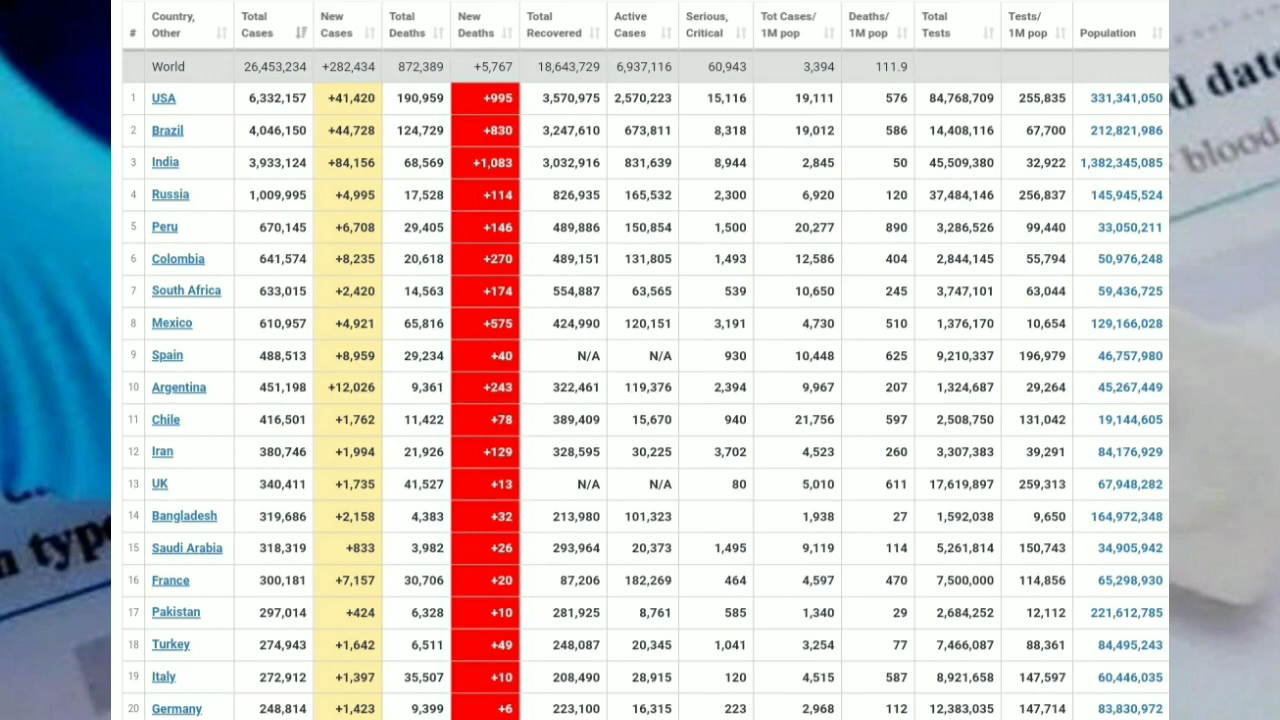 # Country, Other Total Cases New Cases Total Deaths New Deaths Total Recovered Active Cases Serious, Critical Tot Cases/ 1M pop Deaths/ 1M pop Total Tests Tests/ 1M pop Population
World 26,453,234 +282,434 872,389 +5,767 18,643,729 6,937,116 60,943 3,394 111.9
1 USA 6,332,157 +41,420 190,959 +995 3,570,975 2,570,223 15,116 19,111 576 84,768,709 255,835 331,341,050
2 Brazil 4,046,150 +44,728 124,729 +830 3,247,610 673,811 8,318 19,012 586 14,408,116 67,700 212,821,986
3 India 3,933,124 +84,156 68,569 +1,083 3,032,916 831,639 8,944 2,845 50 45,509,380 32,922 1,382,345,085
4 Russia 1,009,995 +4,995 17,528 +114 826,935 165,532 2,300 6,920 120 37,484,146 256,837 145,945,524
5 Peru 670,145 +6,708 29,405 +146 489,886 150,854 1,500 20,277 890 3,286,526 99,440 33,050,211
6 Colombia 641,574 +8,235 20,618 +270 489,151 131,805 1,493 12,586 404 2,844,145 55,794 50,976,248
7 South Africa 633,015 +2,420 14,563 +174 554,887 63,565 539 10,650 245 3,747,101 63,044 59,436,725
8 Mexico 610,957 +4,921 65,816 +575 424,990 120,151 3,191 4,730 510 1,376,170 10,654 129,166,028
9 Spain 488,513 +8,959 29,234 +40 N/A N/A 930 10,448 625 9,210,337 196,979 46,757,980
10 Argentina 451,198 +12,026 9,361 +243 322,461 119,376 2,394 9,967 207 1,324,687 29,264 45,267,449
11 Chile 416,501 +1,762 11,422 +78 389,409 15,670 940 21,756 597 2,508,750 131,042 19,144,605
12 Iran 380,746 +1,994 21,926 +129 328,595 30,225 3,702 4,523 260 3,307,383 39,291 84,176,929
13 UK 340,411 +1,735 41,527 +13 N/A N/A 80 5,010 611 17,619,897 259,313 67,948,282
14 Bangladesh 319,686 +2,158 4,383 +32 213,980 101,323 1,938 27 1,592,038 9,650 164,972,348
15 Saudi Arabia 318,319 +833 3,982 +26 293,964 20,373 1,495 9,119 114 5,261,814 150,743 34,905,942
16 France 300,181 +7,157 30,706 +20 87,206 182,269 464 4,597 470 7,500,000 114,856 65,298,930
17 Pakistan 297,014 +424 6,328 +10 281,925 8,761 585 1,340 29 2,684,252 12,112 221,612,785
18 Turkey 274,943 +1,642 6,511 +49 248,087 20,345 1,041 3,254 77 7,466,087 88,361 84,495,243
19 Italy 272,912 +1,397 35,507 +10 208,490 28,915 120 4,515 587 8,921,658 147,597 60,446,035
20 Germany 248,814 +1,423 9,399 +6 223,100 16,315 223 2,968 112 12,383,035 147,714 83,830,972
d date
blood
n type